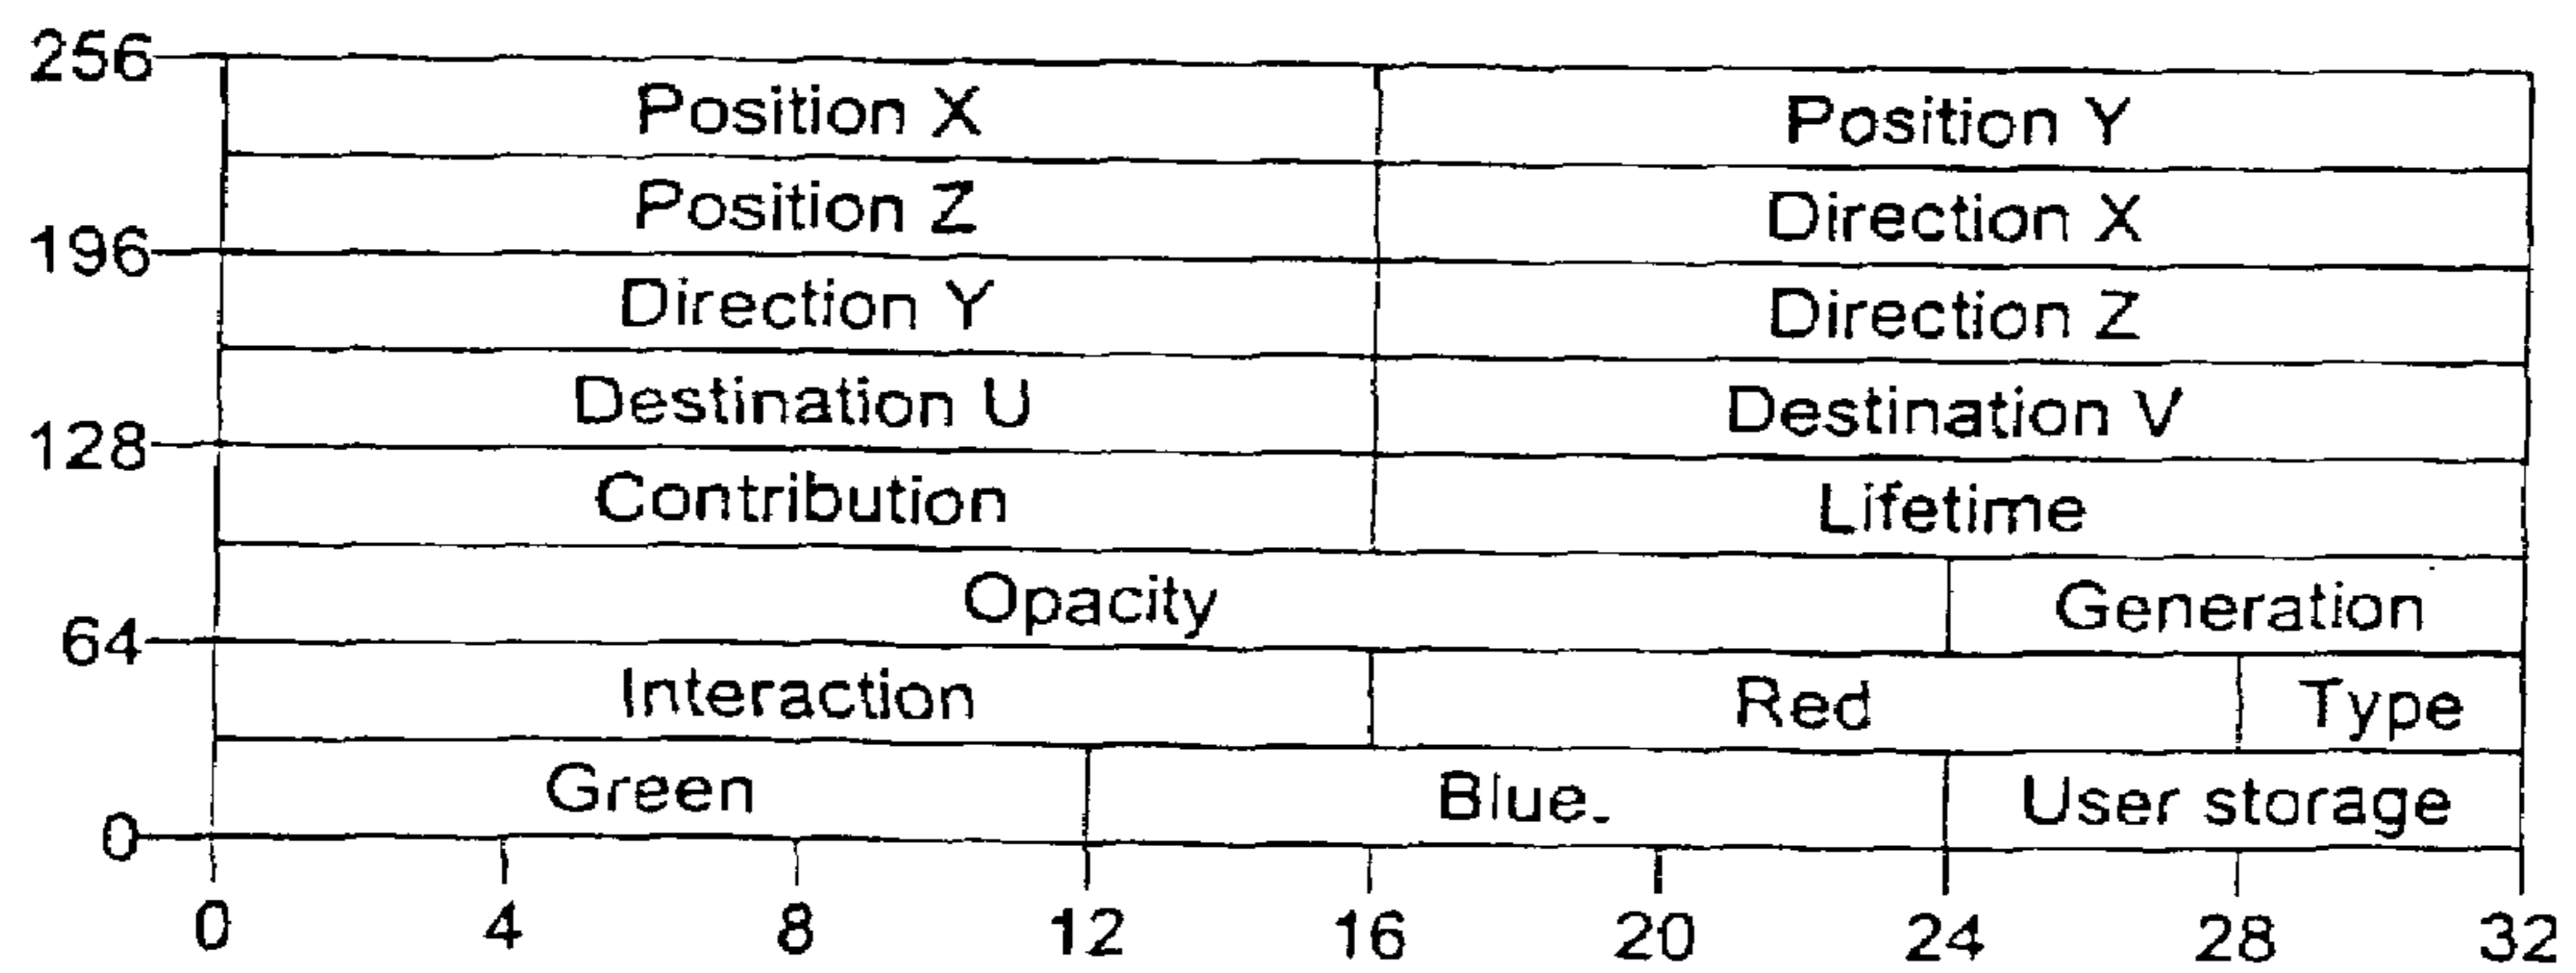 256
Position X Position Y
Position Z Direction X
196
Direction Y Direction Z
Destination U Destination V
128
Contribution Lifetime
Opacity Generation
64
Interaction Red Type
Green Blue. User storage
0
0 4 8 12 16 20 24 28 32